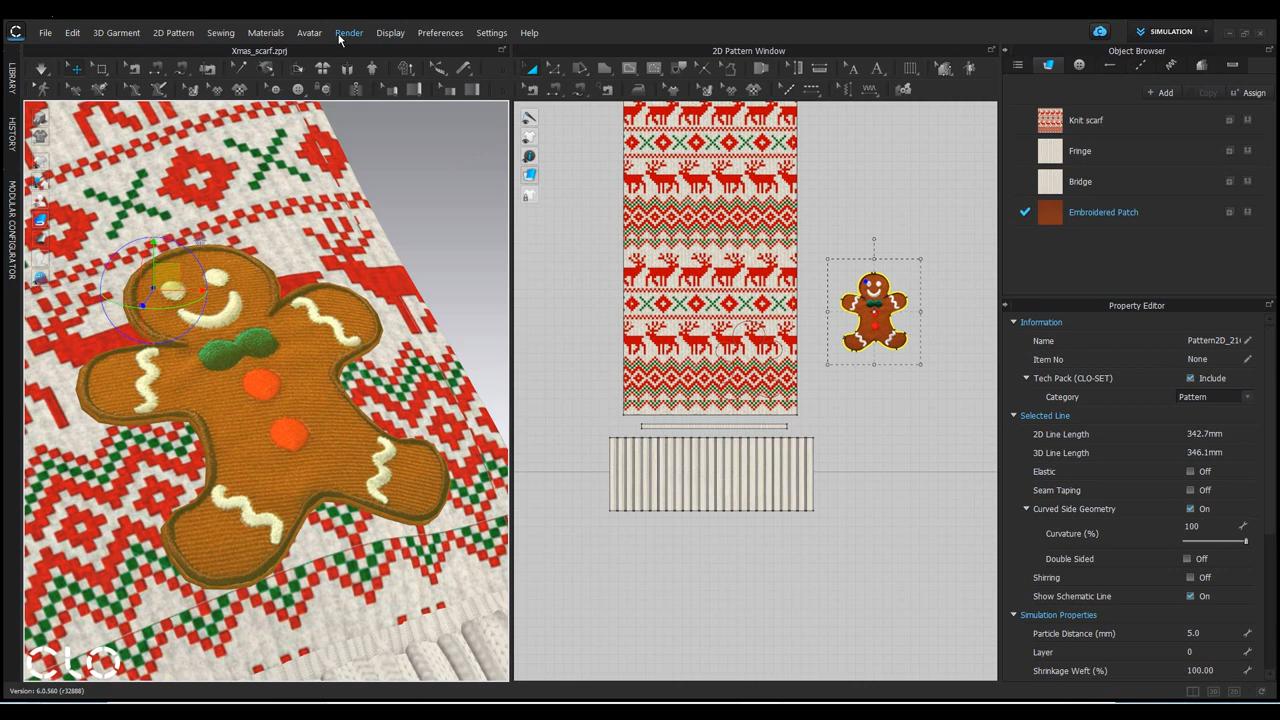 C File Edit 3D Garment 2D Pattern Sewing Materials Avatar Render Display Preferences Settings Help SIMULATION
Xmas_scarf.zprj
2D Pattern Window
Object Browser
LIBRARY
HISTORY
MODULAR CONFIGURATOR
+ Add Copy Assign
Knit scarf
Fringe
Bridge
Embroidered Patch
Property Editor
Information
Name Pattern2D_21
Item No None
Tech Pack (CLO-SET) Include
Category Pattern
Selected Line
2D Line Length 342.7mm
3D Line Length 346.1mm
Elastic Off
Seam Taping Off
Curved Side Geometry On
Curvature (%) 100
Double Sided Off
Shirring Off
Show Schematic Line On
Simulation Properties
Particle Distance (mm) 5.0
Layer 0
Shrinkage Weft (%) 100.00
CLO
Version: 6.0.560 (r32888)
3D 2D